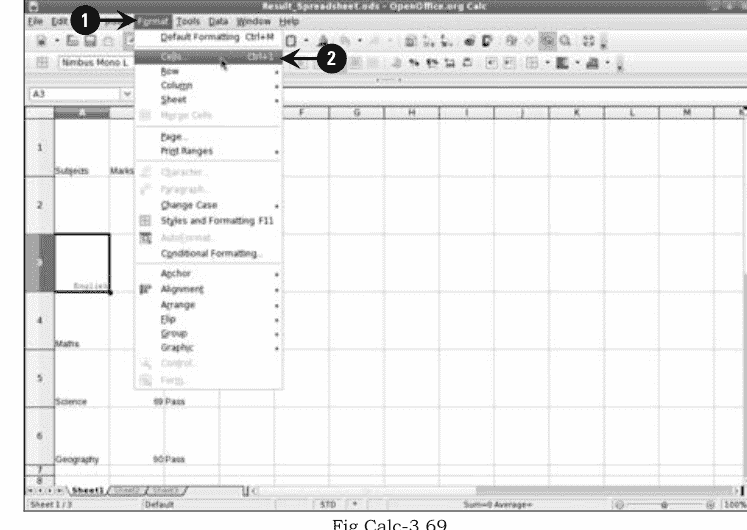 Result_Spreadsheet.ods - OpenOffice.org Calc
File Edit Format Tools Data Window Help
1
Default Formatting Ctrl+M
Nimbus Mono L
Cells... Ctrl+1
2
Row
Column
A3
Sheet
Merge Cells
A F G H I J K L M
Page...
1
Print Ranges
Subjects Marks
Character...
Paragraph...
2
Change Case
Styles and Formatting F11
AutoFormat...
Conditional Formatting...
3
English
Anchor
Alignment
Arrange
4
Flip
Group
Maths
Graphic
Control...
5
Form...
Science 69 Pass
6
Geography 90 Pass
7
8
Sheet1 Sheet2 Sheet3
Sheet 1 / 3 Default STD * Sum=0 Average= 100%
Fig Calc-3.69